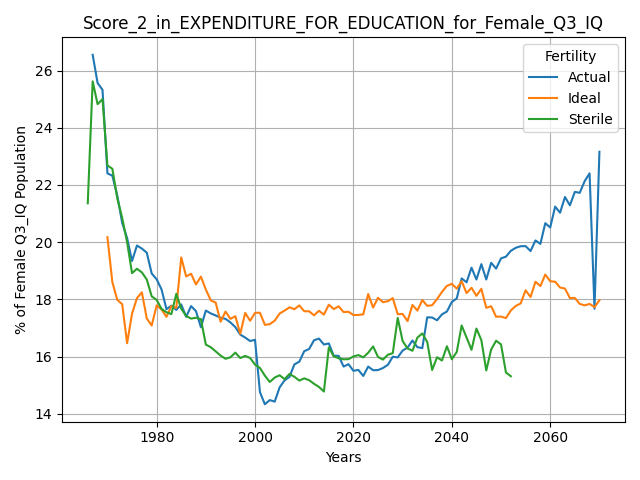 Score_2_in_EXPENDITURE_FOR_EDUCATION_for_Female_Q3_IQ
Fertility
Actual
Ideal
Sterile
% of Female Q3_IQ Population
26
24
22
20
18
16
14
1980
2000
2020
2040
2060
Years